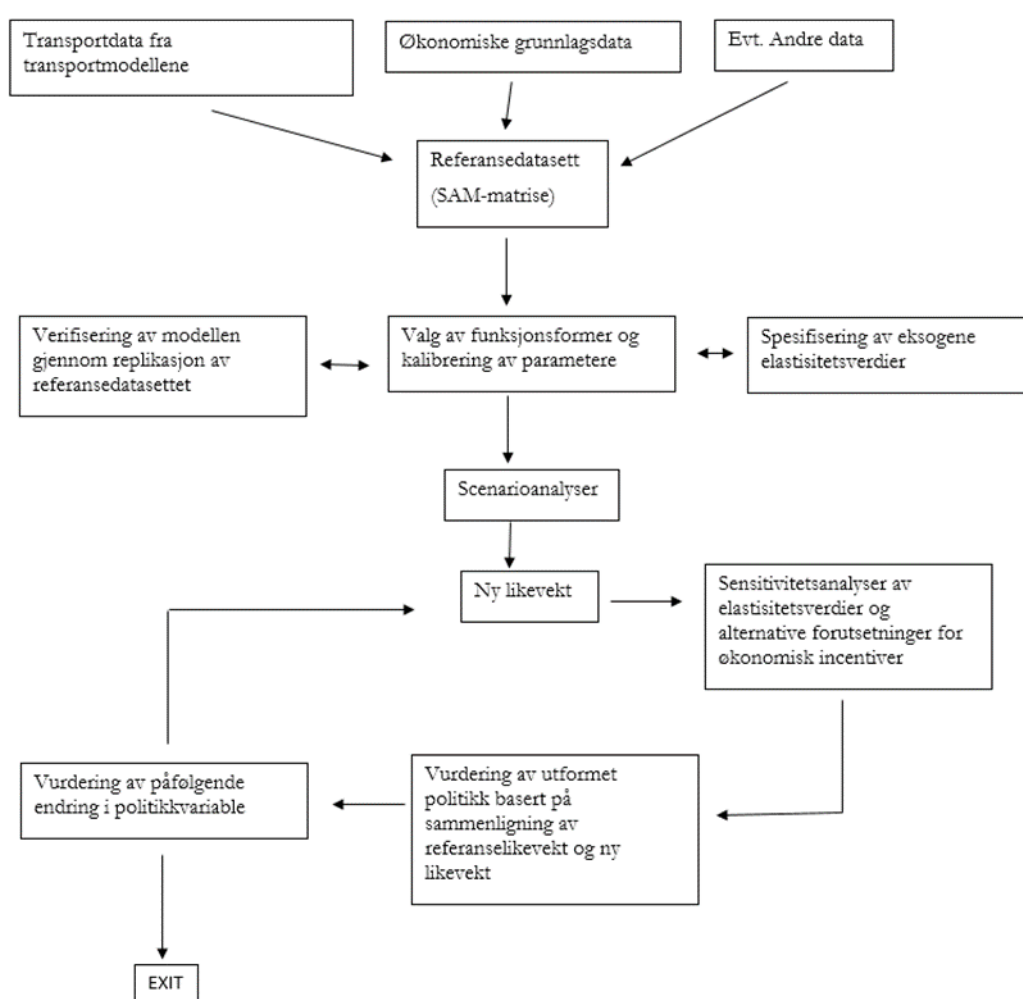 Transportdata fra
transportmodellene
Økonomiske grunnlagsdata
Evt. Andre data
Referansedatasett
(SAM-matrise)
Verifisering av modellen
gjennom replikasjon av
referansedatasettet
Valg av funksjonsformer og
kalibrering av parametere
Spesifisering av eksogene
elastisitetsverdier
Scenarioanalyser
Ny likevekt
Sensitivitetsanalyser av
elastisitetsverdier og
alternative forutsetninger for
økonomisk incentiver
Vurdering av påfølgende
endring i politikkvariable
Vurdering av utformet
politikk basert på
sammenligning av
referanselikevekt og ny
likevekt
EXIT